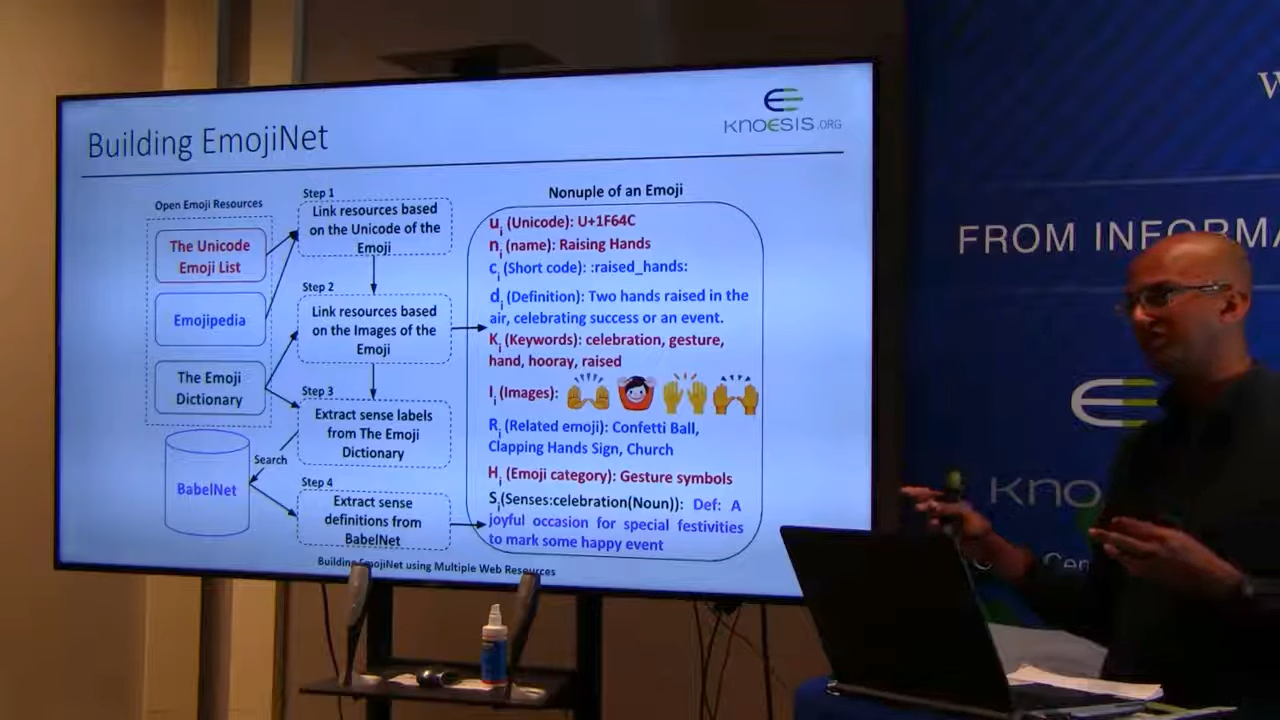 Building EmojiNet
KNOESIS.ORG
Open Emoji Resources
The Unicode
Emoji List
Emojipedia
The Emoji
Dictionary
BabelNet
Search
Step 1
Link resources based
on the Unicode of the
Emoji
Step 2
Link resources based
on the Images of the
Emoji
Step 3
Extract sense labels
from The Emoji
Dictionary
Step 4
Extract sense
definitions from
BabelNet
Nonuple of an Emoji
ui (Unicode): U+1F64C
ni (name): Raising Hands
ci (Short code): :raised_hands:
di (Definition): Two hands raised in the
air, celebrating success or an event.
Ki (Keywords): celebration, gesture,
hand, hooray, raised
Ii (Images):
Ri (Related emoji): Confetti Ball,
Clapping Hands Sign, Church
Hi (Emoji category): Gesture symbols
Si(Senses:celebration(Noun)): Def: A
joyful occasion for special festivities
to mark some happy event
Building EmojiNet using Multiple Web Resources
W
FROM INFORMA
KNO
Cen